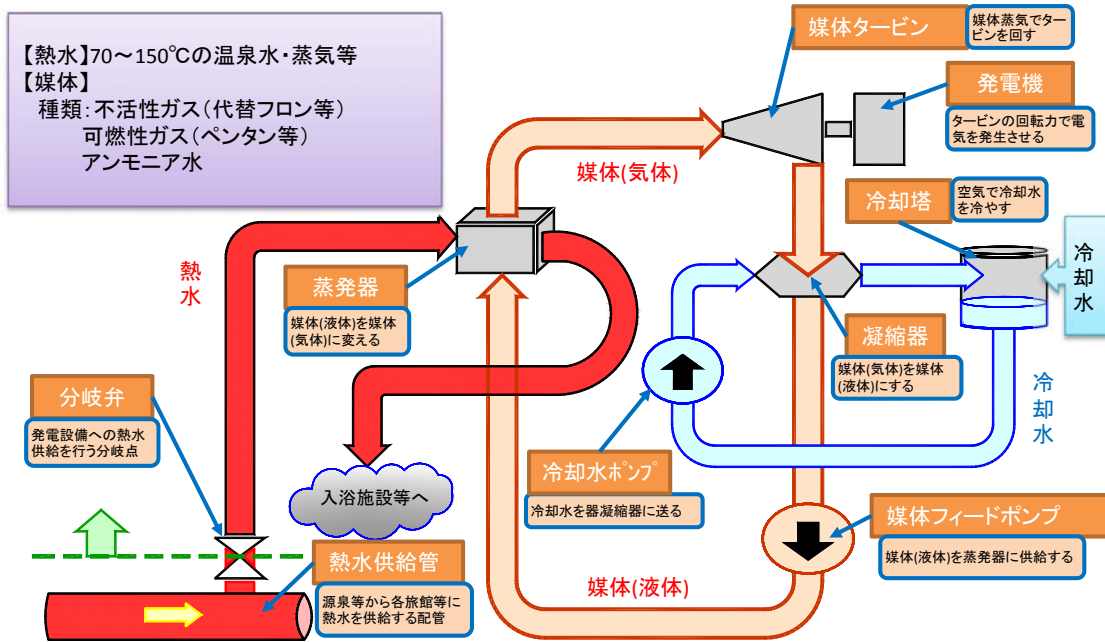 【熱水】70～150℃の温泉水・蒸気等
【媒体】
種類：不活性ガス（代替フロン等）
可燃性ガス（ペンタン等）
アンモニア水
媒体タービン
媒体蒸気でター
ビンを回す
発電機
タービンの回転力で電
気を発生させる
媒体(気体)
冷却塔
空気で冷却水
を冷やす
冷却水
熱水
蒸発器
媒体(液体)を媒体
(気体)に変える
凝縮器
媒体(気体)を媒体
(液体)にする
冷却水
分岐弁
発電設備への熱水
供給を行う分岐点
入浴施設等へ
冷却水ﾎﾟﾝﾌﾟ
冷却水を器凝縮器に送る
媒体フィードポンプ
媒体(液体)を蒸発器に供給する
熱水供給管
源泉等から各旅館等に
熱水を供給する配管
媒体(液体)